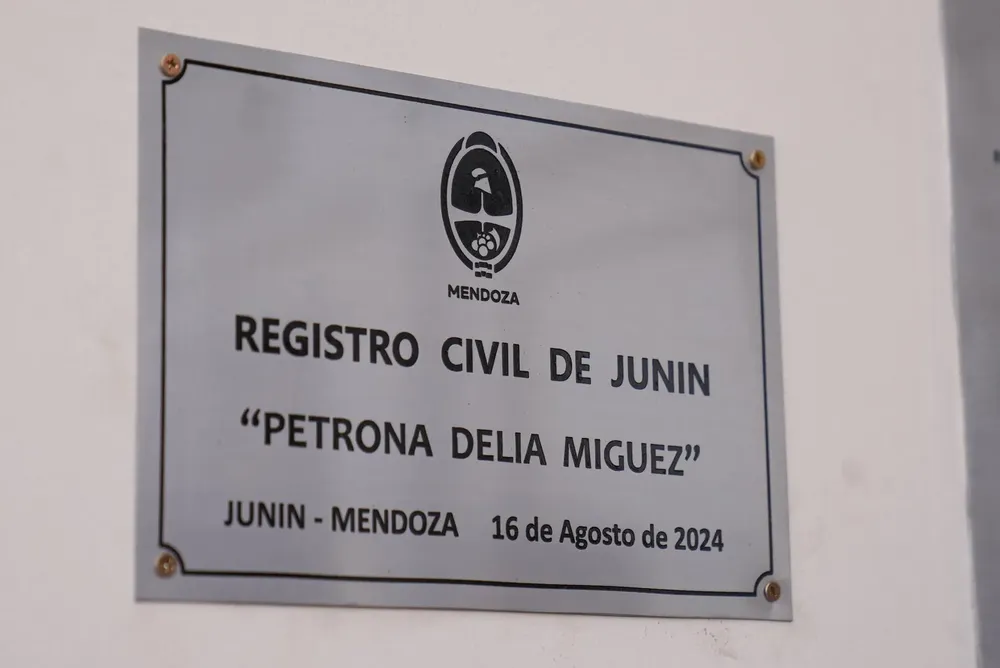 MENDOZA
REGISTRO CIVIL DE JUNIN
“PETRONA DELIA MIGUEZ”
JUNIN - MENDOZA 16 de Agosto de 2024